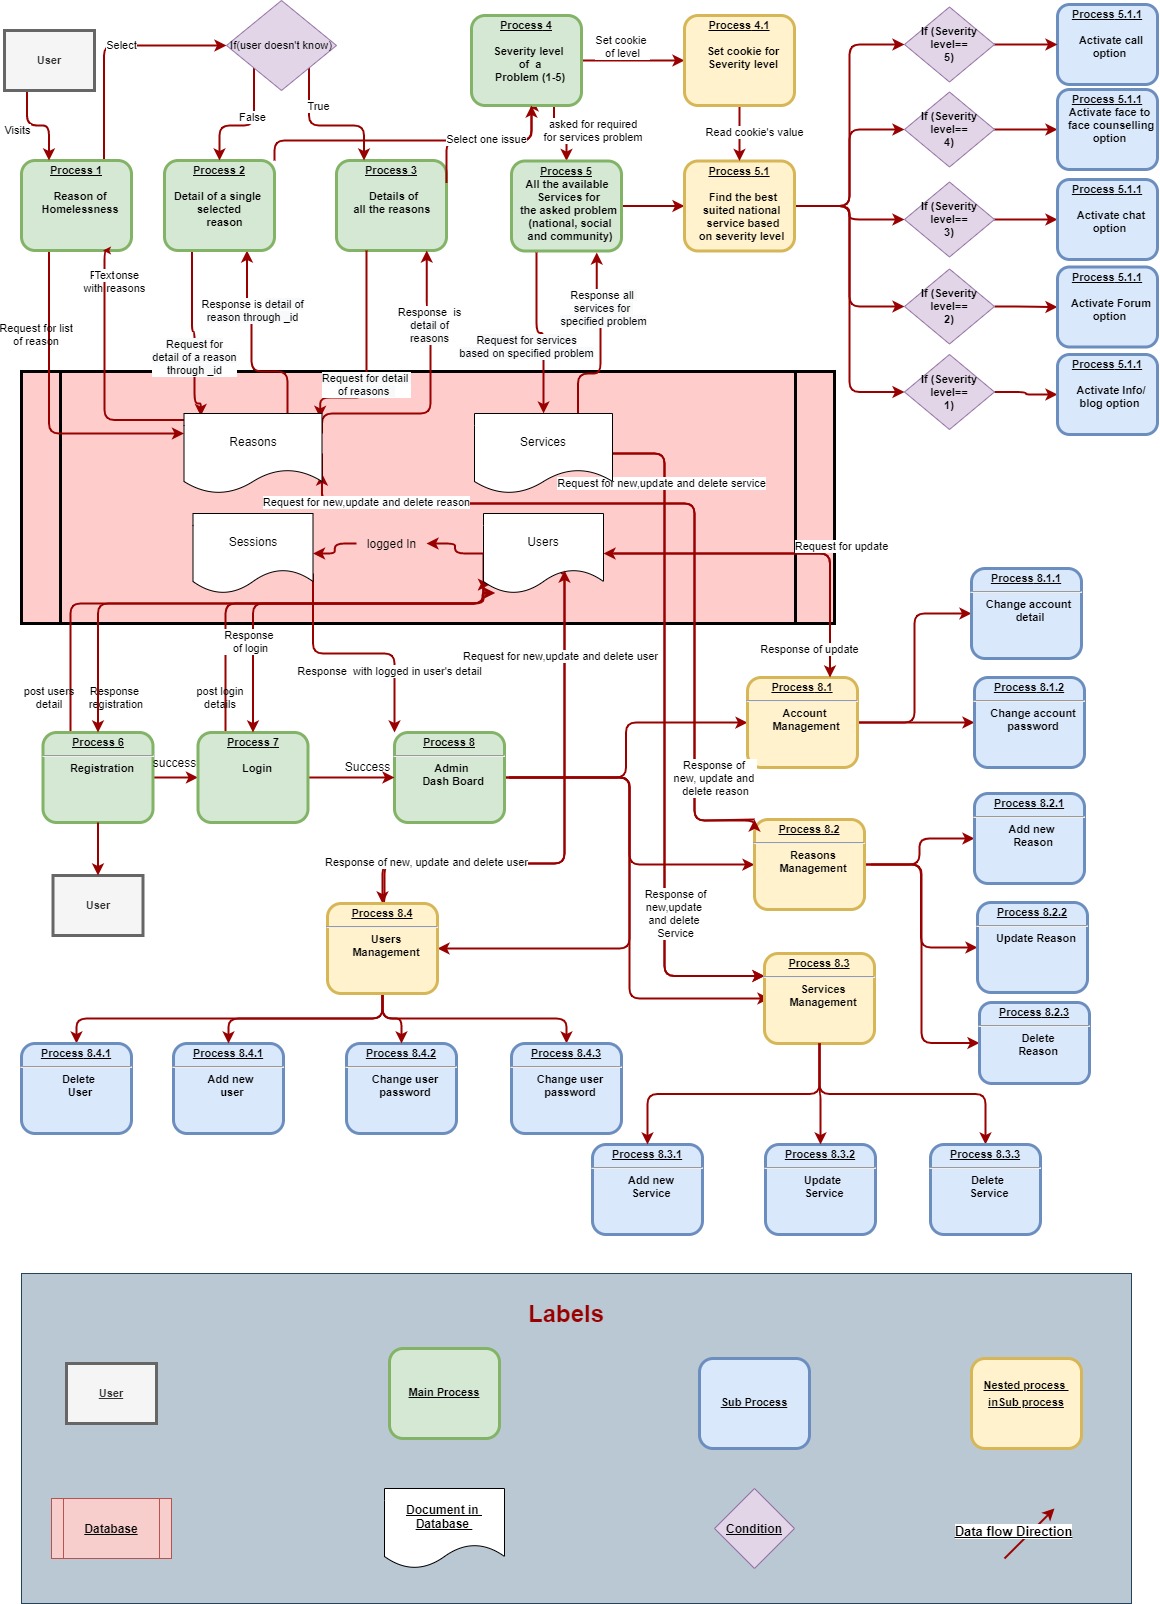 User
Visits
Select
If(user doesn't know)
False
True
Process 1
Reason of
Homelessness
Process 2
Detail of a single
selected
reason
Process 3
Details of
all the reasons
Select one issue
Process 4
Severity level
of a
Problem (1-5)
Set cookie
of level
Process 4.1
Set cookie for
Severity level
asked for required
for services problem
Read cookie's value
Process 5
All the available
Services for
the asked problem
(national, social
and community)
Process 5.1
Find the best
suited national
service based
on severity level
If (Severity
level==
5)
Process 5.1.1
Activate call
option
If (Severity
level==
4)
Process 5.1.1
Activate face to
face counselling
option
If (Severity
level==
3)
Process 5.1.1
Activate chat
option
If (Severity
level==
2)
Process 5.1.1
Activate Forum
option
If (Severity
level==
1)
Process 5.1.1
Activate Info/
blog option
Text
with reasons
Request for list
of reason
Response is detail of
reason through _id
Request for
detail of a reason
through _id
Response is
detail of
reasons
Request for detail
of reasons
Response all
services for
specified problem
Request for services
based on specified problem
Reasons
Services
Request for new,update and delete service
Request for new,update and delete reason
Sessions
logged In
Users
Request for update
Response
of login
post users
detail
Response
registration
post login
details
Response with logged in user's detail
Request for new,update and delete user
Response of update
Process 6
Registration
success
Process 7
Login
Success
Process 8
Admin
Dash Board
Process 8.1
Account
Management
Process 8.1.1
Change account
detail
Process 8.1.2
Change account
password
Response of
new, update and
delete reason
Process 8.2
Reasons
Management
Process 8.2.1
Add new
Reason
Process 8.2.2
Update Reason
Process 8.2.3
Delete
Reason
User
Response of new, update and delete user
Response of
new,update
and delete
Service
Process 8.4
Users
Management
Process 8.3
Services
Management
Process 8.4.1
Delete
User
Process 8.4.1
Add new
user
Process 8.4.2
Change user
password
Process 8.4.3
Change user
password
Process 8.3.1
Add new
Service
Process 8.3.2
Update
Service
Process 8.3.3
Delete
Service
Labels
User
Main Process
Sub Process
Nested process
inSub process
Database
Document in
Database
Condition
Data flow Direction